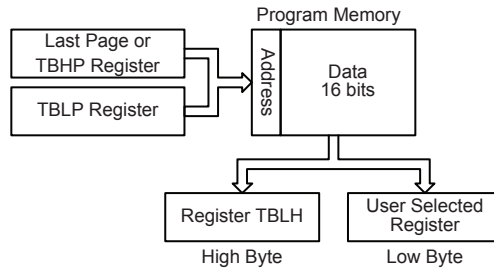 Program Memory
Last Page or
TBHP Register
TBLP Register
Address
Data
16 bits
Register TBLH
High Byte
User Selected
Register
Low Byte